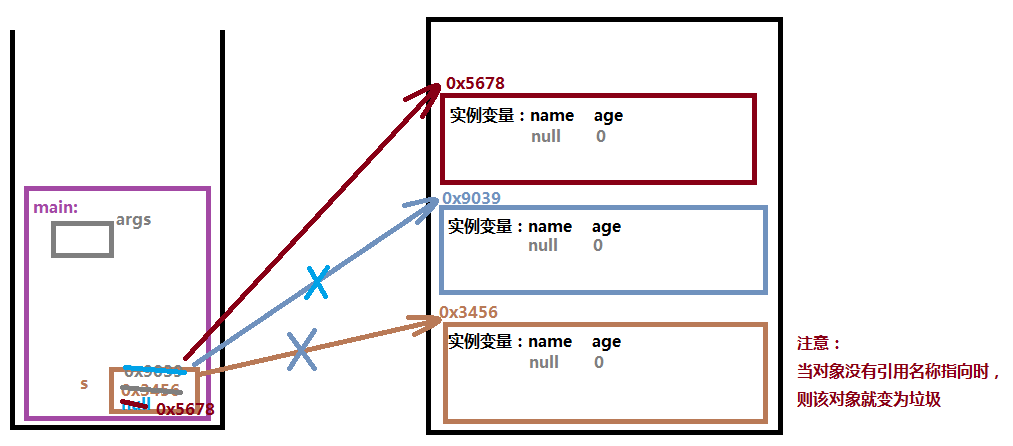 main:
args
s
0x9039
0x3456
null
0x5678
0x5678
实例变量：name age
null 0
0x9039
实例变量：name age
null 0
0x3456
实例变量：name age
null 0
注意：
当对象没有引用名称指向时，
则该对象就变为垃圾